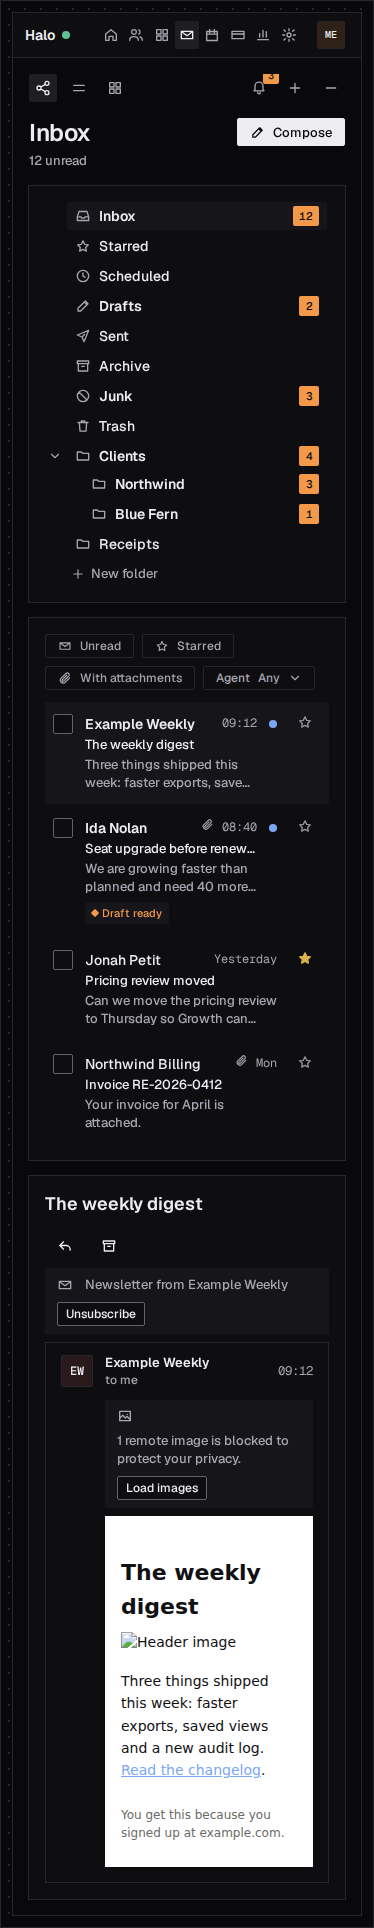 Halo
ME
3
Inbox
Compose
12 unread
Inbox 12
Starred
Scheduled
Drafts 2
Sent
Archive
Junk 3
Trash
Clients 4
Northwind 3
Blue Fern 1
Receipts
New folder
Unread Starred
With attachments Agent Any
Example Weekly 09:12
The weekly digest
Three things shipped this
week: faster exports, save…
Ida Nolan 08:40
Seat upgrade before renew…
We are growing faster than
planned and need 40 more…
Draft ready
Jonah Petit Yesterday
Pricing review moved
Can we move the pricing review
to Thursday so Growth can…
Northwind Billing Mon
Invoice RE-2026-0412
Your invoice for April is
attached.
The weekly digest
Newsletter from Example Weekly
Unsubscribe
EW
Example Weekly 09:12
to me
1 remote image is blocked to
protect your privacy.
Load images
The weekly
digest
Header image
Three things shipped
this week: faster
exports, saved views
and a new audit log.
Read the changelog.
You get this because you
signed up at example.com.